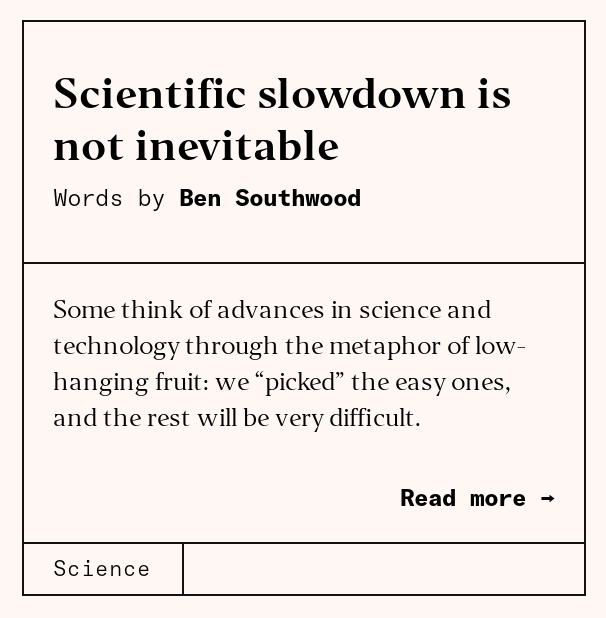 Scientific slowdown is
not inevitable
Words by Ben Southwood
Some think of advances in science and
technology through the metaphor of low-
hanging fruit: we “picked” the easy ones,
and the rest will be very difficult.
Read more →
Science